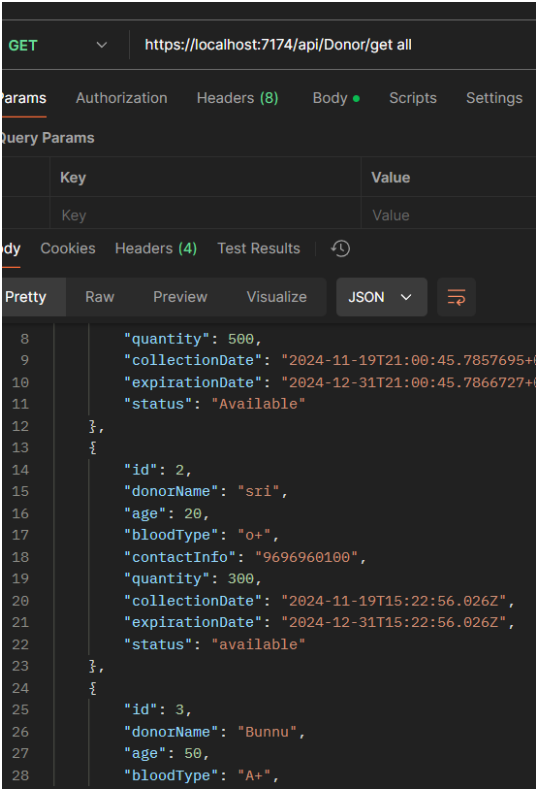 GET https://localhost:7174/api/Donor/get all
Params Authorization Headers (8) Body Scripts Settings
Query Params
Key Value
Key Value
Body Cookies Headers (4) Test Results
Pretty Raw Preview Visualize JSON
8 "quantity": 500,
9 "collectionDate": "2024-11-19T21:00:45.7857695+
10 "expirationDate": "2024-12-31T21:00:45.7866727+
11 "status": "Available"
12 },
13 {
14 "id": 2,
15 "donorName": "sri",
16 "age": 20,
17 "bloodType": "o+",
18 "contactInfo": "9696960100",
19 "quantity": 300,
20 "collectionDate": "2024-11-19T15:22:56.026Z",
21 "expirationDate": "2024-12-31T15:22:56.026Z",
22 "status": "available"
23 },
24 {
25 "id": 3,
26 "donorName": "Bunnu",
27 "age": 50,
28 "bloodType": "A+",